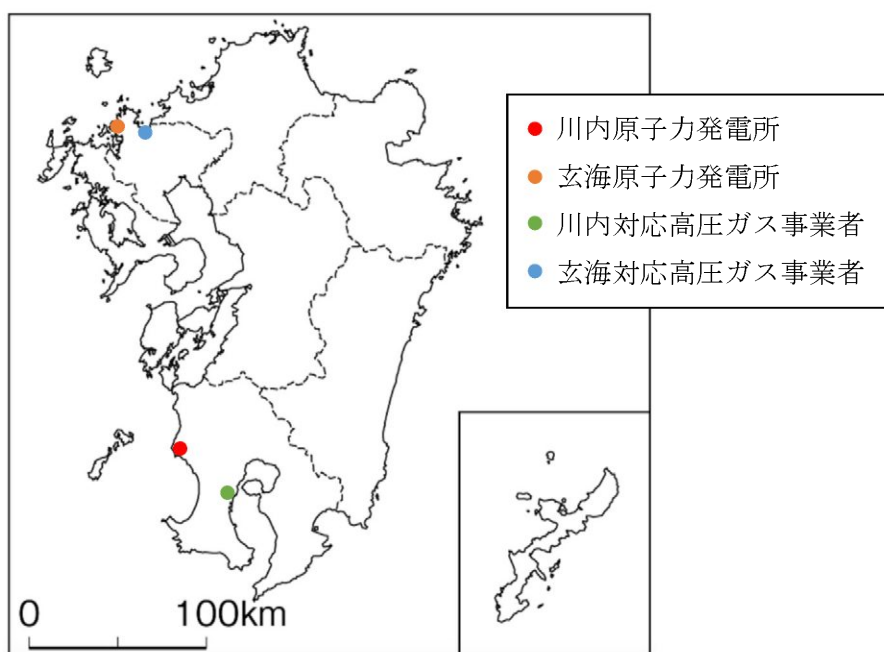 川内原子力発電所
玄海原子力発電所
川内対応高圧ガス事業者
玄海対応高圧ガス事業者
0 100km